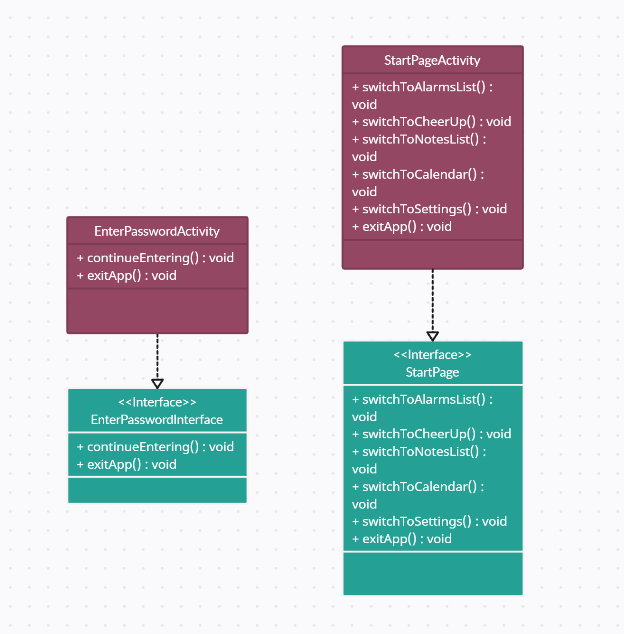 StartPageActivity
+ switchToAlarmsList() :
void
+ switchToCheerUp() : void
+ switchToNotesList() :
void
+ switchToCalendar() :
void
+ switchToSettings() : void
+ exitApp() : void
EnterPasswordActivity
+ continueEntering() : void
+ exitApp() : void
<<Interface>>
EnterPasswordInterface
+ continueEntering() : void
+ exitApp() : void
<<Interface>>
StartPage
+ switchToAlarmsList() :
void
+ switchToCheerUp() : void
+ switchToNotesList() :
void
+ switchToCalendar() :
void
+ switchToSettings() : void
+ exitApp() : void